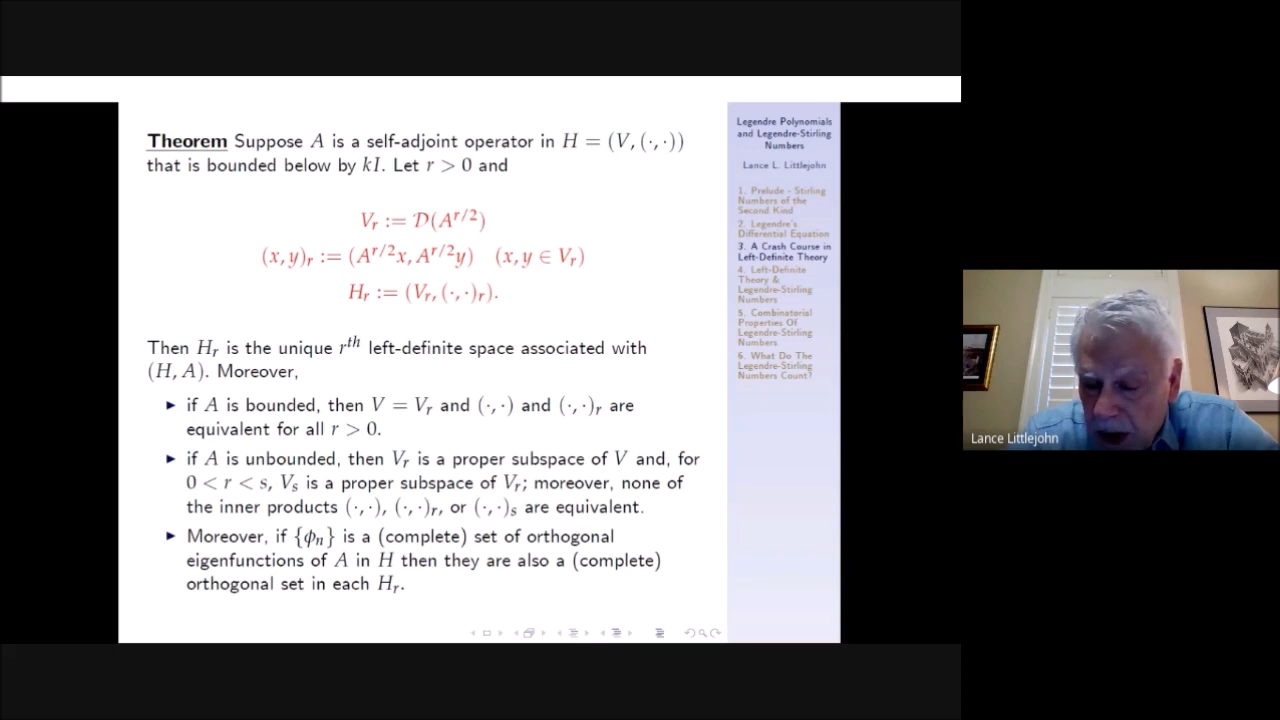 Theorem Suppose A is a self-adjoint operator in H = (V, (·, ·))
that is bounded below by kI. Let r > 0 and
V_r := 𝒟(A^{r/2})
(x, y)_r := (A^{r/2}x, A^{r/2}y) (x, y ∈ V_r)
H_r := (V_r, (·, ·)_r).
Then H_r is the unique r^{th} left-definite space associated with
(H, A). Moreover,
▶ if A is bounded, then V = V_r and (·, ·) and (·, ·)_r are
equivalent for all r > 0.
▶ if A is unbounded, then V_r is a proper subspace of V and, for
0 < r < s, V_s is a proper subspace of V_r; moreover, none of
the inner products (·, ·), (·, ·)_r, or (·, ·)_s are equivalent.
▶ Moreover, if {ϕ_n} is a (complete) set of orthogonal
eigenfunctions of A in H then they are also a (complete)
orthogonal set in each H_r.
Legendre Polynomials
and Legendre-Stirling
Numbers
Lance L. Littlejohn
1. Prelude - Stirling
Numbers of the
Second Kind
2. Legendre's
Differential Equation
3. A Crash Course in
Left-Definite Theory
4. Left-Definite
Theory &
Legendre-Stirling
Numbers
5. Combinatorial
Properties Of
Legendre-Stirling
Numbers
6. What Do The
Legendre-Stirling
Numbers Count?
Lance Littlejohn